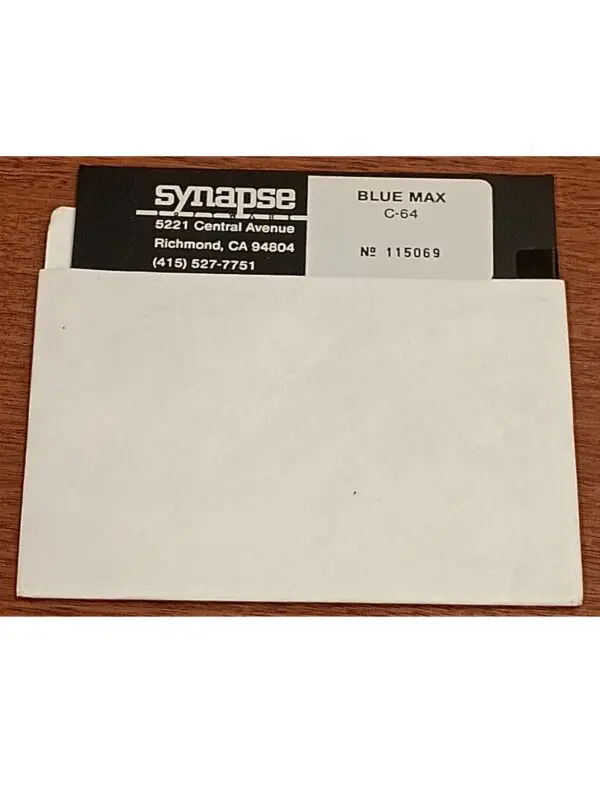 synapse
5221 Central Avenue
Richmond, CA 94804
(415) 527-7751
BLUE MAX
C-64
Nº 115069